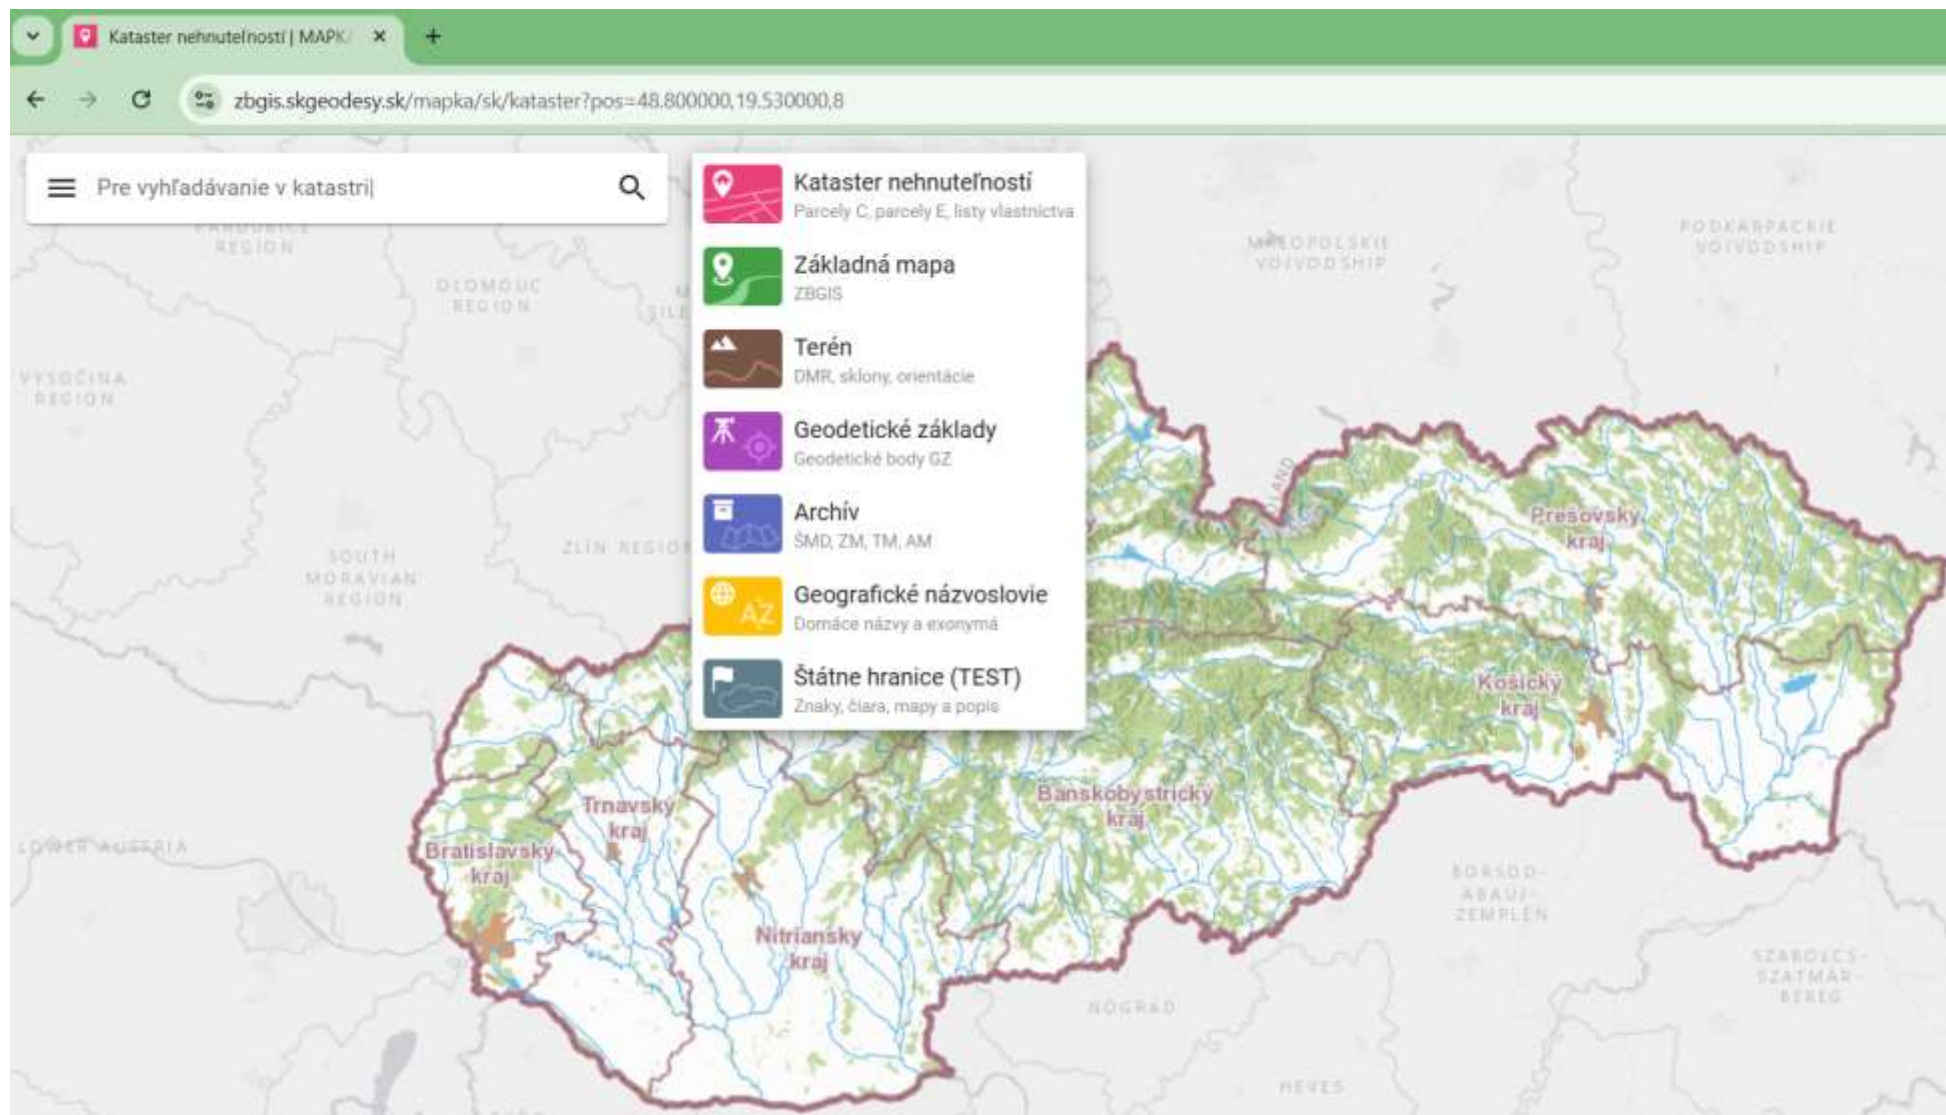 Kataster nehnuteľností | MAPK
zbgis.skgeodesy.sk/mapka/sk/kataster?pos=48.800000,19.530000,8
Pre vyhľadávanie v katastri
Kataster nehnuteľností
Parcely C, parcely E, listy vlastníctva
Základná mapa
ZBGIS
Terén
DMR, sklony, orientácie
Geodetické základy
Geodetické body GZ
Archív
ŠMD, ZM, TM, AM
AZ
Geografické názvoslovie
Domáce názvy a exonymá
Štátne hranice (TEST)
Znaky, čiara, mapy a popis
PARDUBICE
REGION
OLOMOUC
REGION
MAŁOPOLSKIE
VOIVODSHIP
PODKARPACKIE
VOIVODSHIP
VYSOČINA
REGION
SOUTH
MORAVIAN
REGION
ZLÍN REGION
Prešovský
kraj
Košický
kraj
Trnavský
kraj
Banskobystrický
kraj
LOWER AUSTRIA
Bratislavský
kraj
Nitriansky
kraj
BORSOD-
ABAÚJ-
ZEMPLÉN
SZABOLCS-
SZATMÁR-
BEREG
NÓGRÁD
HEVES